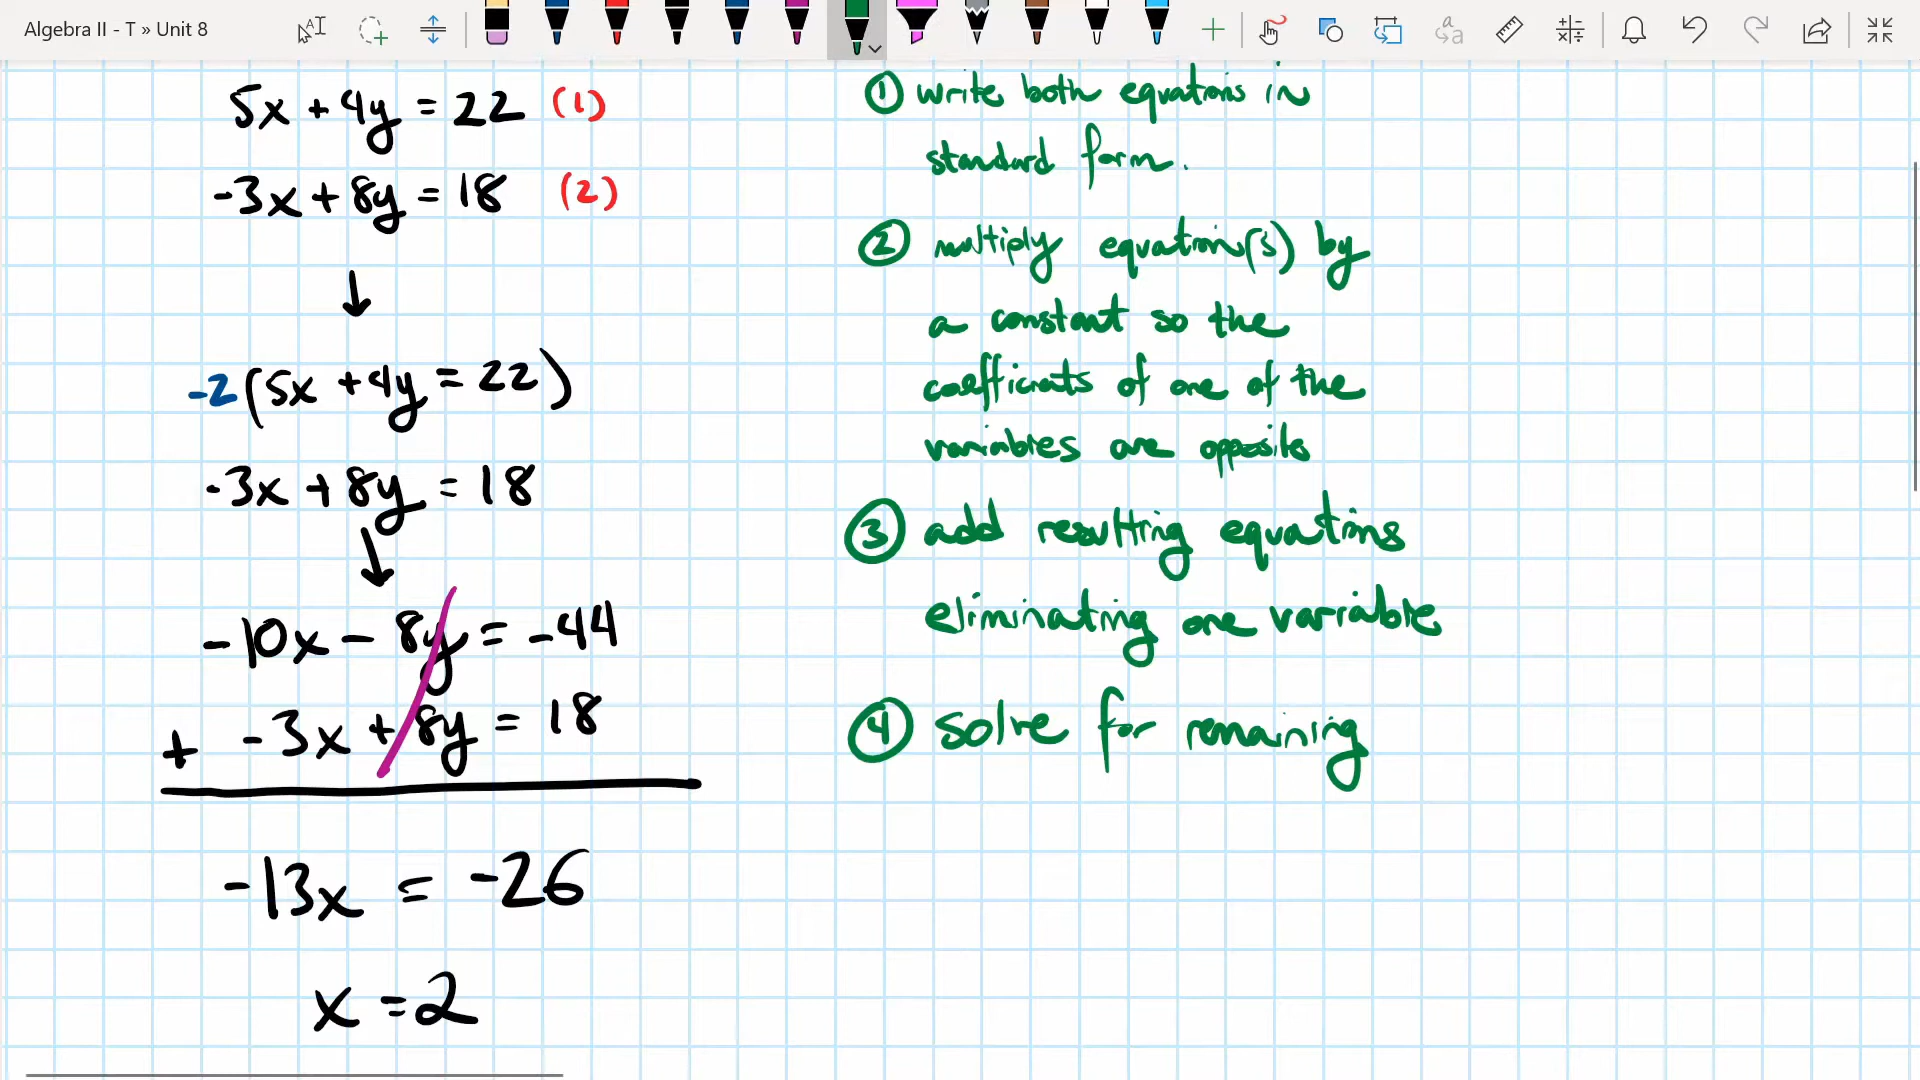 Algebra II - T » Unit 8
5x + 4y = 22 (1)
-3x + 8y = 18 (2)
↓
-2(5x + 4y = 22)
-3x + 8y = 18
↓
-10x - 8y = -44
+ -3x + 8y = 18
-13x = -26
x = 2
① write both equations in
standard form.
② multiply equation(s) by
a constant so the
coefficients of one of the
variables are opposite
③ add resulting equations
eliminating one variable
④ solve for remaining